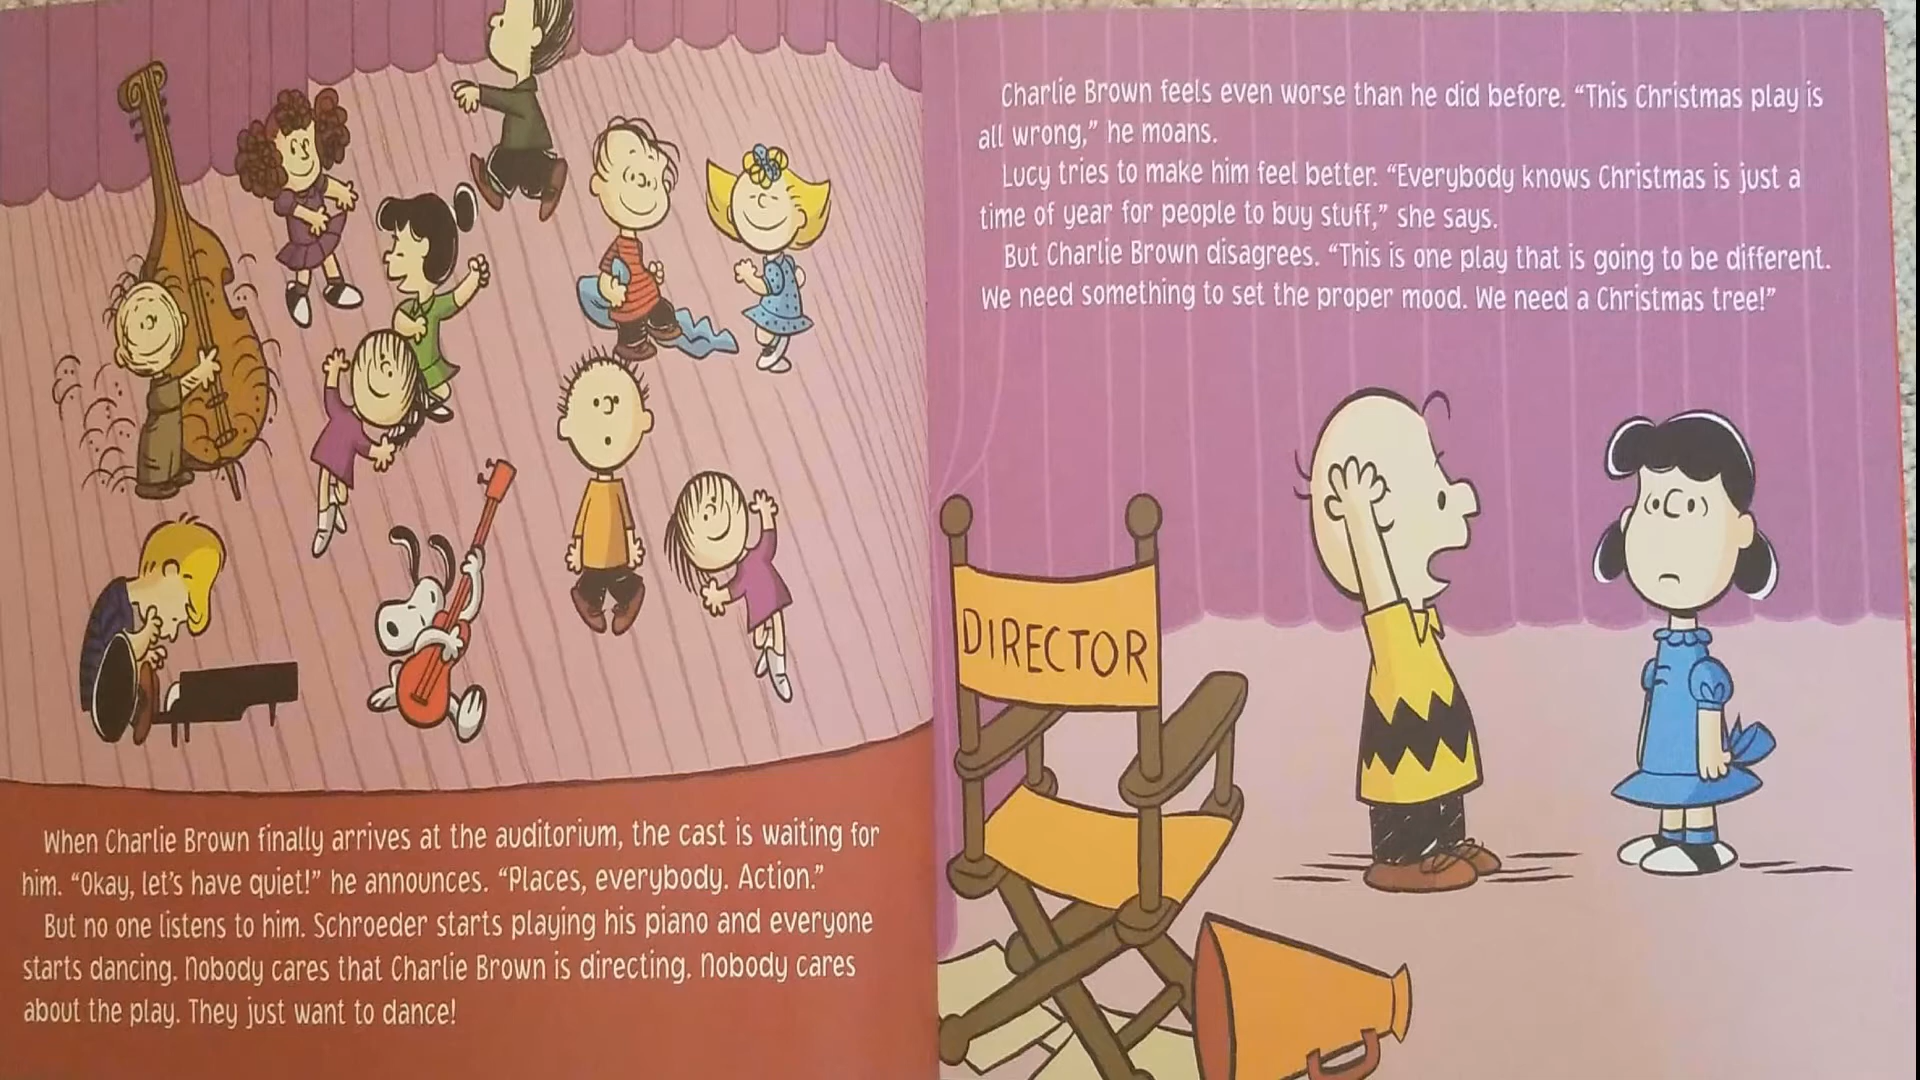 When Charlie Brown finally arrives at the auditorium, the cast is waiting for
him. “Okay, let’s have quiet!” he announces. “Places, everybody. Action.”
But no one listens to him. Schroeder starts playing his piano and everyone
starts dancing. Nobody cares that Charlie Brown is directing. Nobody cares
about the play. They just want to dance!
Charlie Brown feels even worse than he did before. “This Christmas play is
all wrong,” he moans.
Lucy tries to make him feel better. “Everybody knows Christmas is just a
time of year for people to buy stuff,” she says.
But Charlie Brown disagrees. “This is one play that is going to be different.
We need something to set the proper mood. We need a Christmas tree!”
DIRECTOR